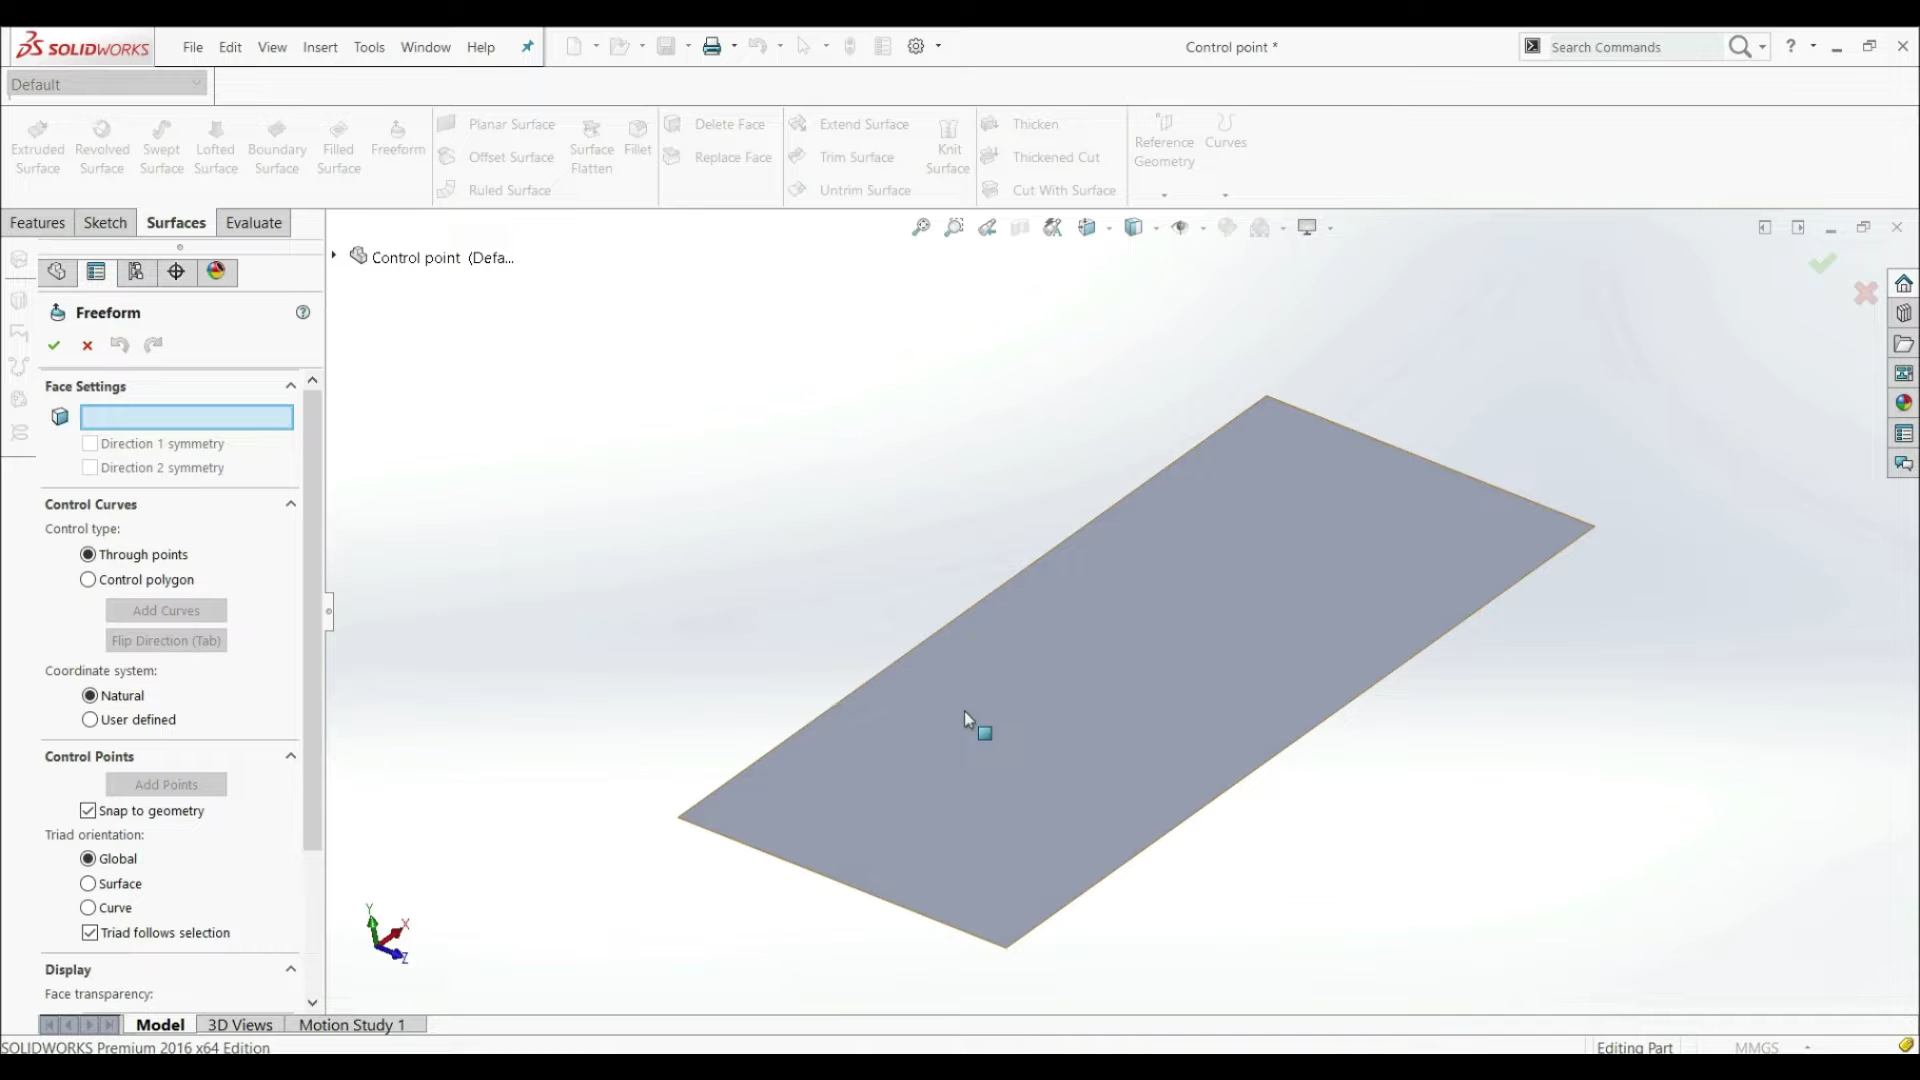 SOLIDWORKS
File Edit View Insert Tools Window Help
Control point *
Search Commands
?
Default
Extruded Surface
Revolved Surface
Swept Surface
Lofted Surface
Boundary Surface
Filled Surface
Freeform
Planar Surface
Offset Surface
Ruled Surface
Surface Flatten
Fillet
Delete Face
Replace Face
Extend Surface
Trim Surface
Untrim Surface
Knit Surface
Thicken
Thickened Cut
Cut With Surface
Reference Geometry
Curves
Features Sketch Surfaces Evaluate
Control point (Defa...
Freeform
?
Face Settings
Direction 1 symmetry
Direction 2 symmetry
Control Curves
Control type:
Through points
Control polygon
Add Curves
Flip Direction (Tab)
Coordinate system:
Natural
User defined
Control Points
Add Points
Snap to geometry
Triad orientation:
Global
Surface
Curve
Triad follows selection
Display
Face transparency:
Y
X
Z
Model 3D Views Motion Study 1
SOLIDWORKS Premium 2016 x64 Edition
Editing Part
MMGS